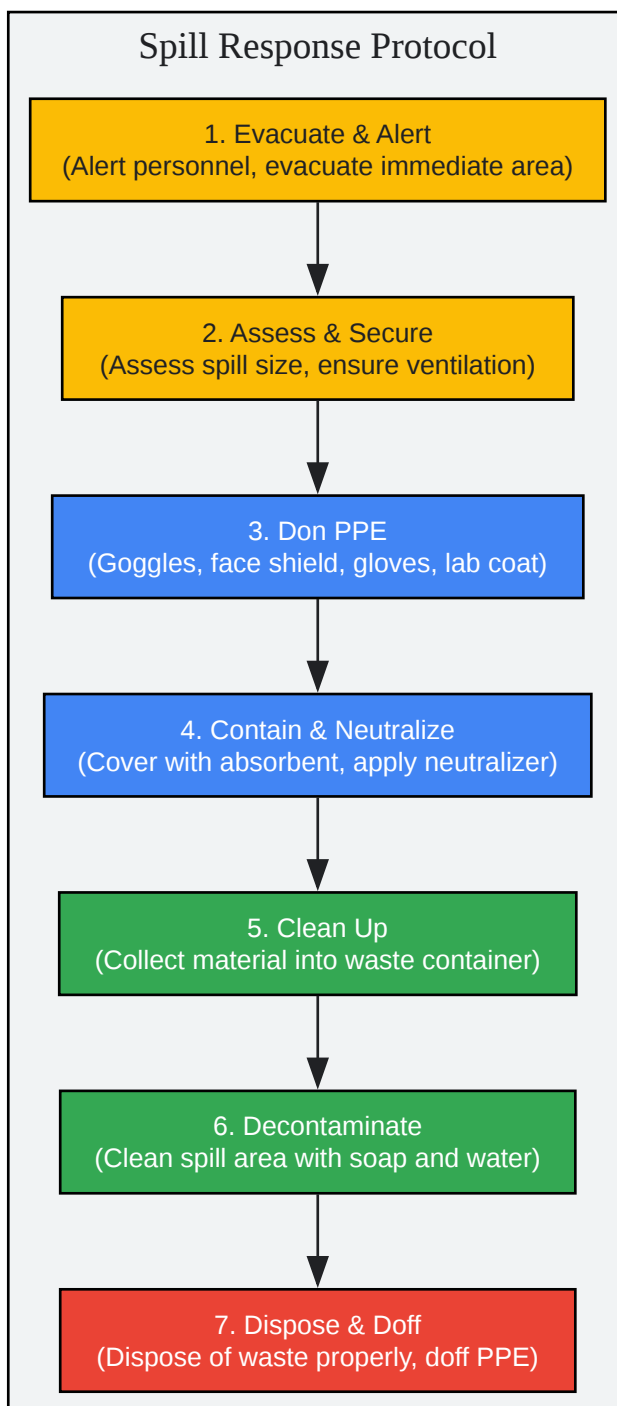 Spill Response Protocol
1. Evacuate & Alert
(Alert personnel, evacuate immediate area)
2. Assess & Secure
(Assess spill size, ensure ventilation)
3. Don PPE
(Goggles, face shield, gloves, lab coat)
4. Contain & Neutralize
(Cover with absorbent, apply neutralizer)
5. Clean Up
(Collect material into waste container)
6. Decontaminate
(Clean spill area with soap and water)
7. Dispose & Doff
(Dispose of waste properly, doff PPE)